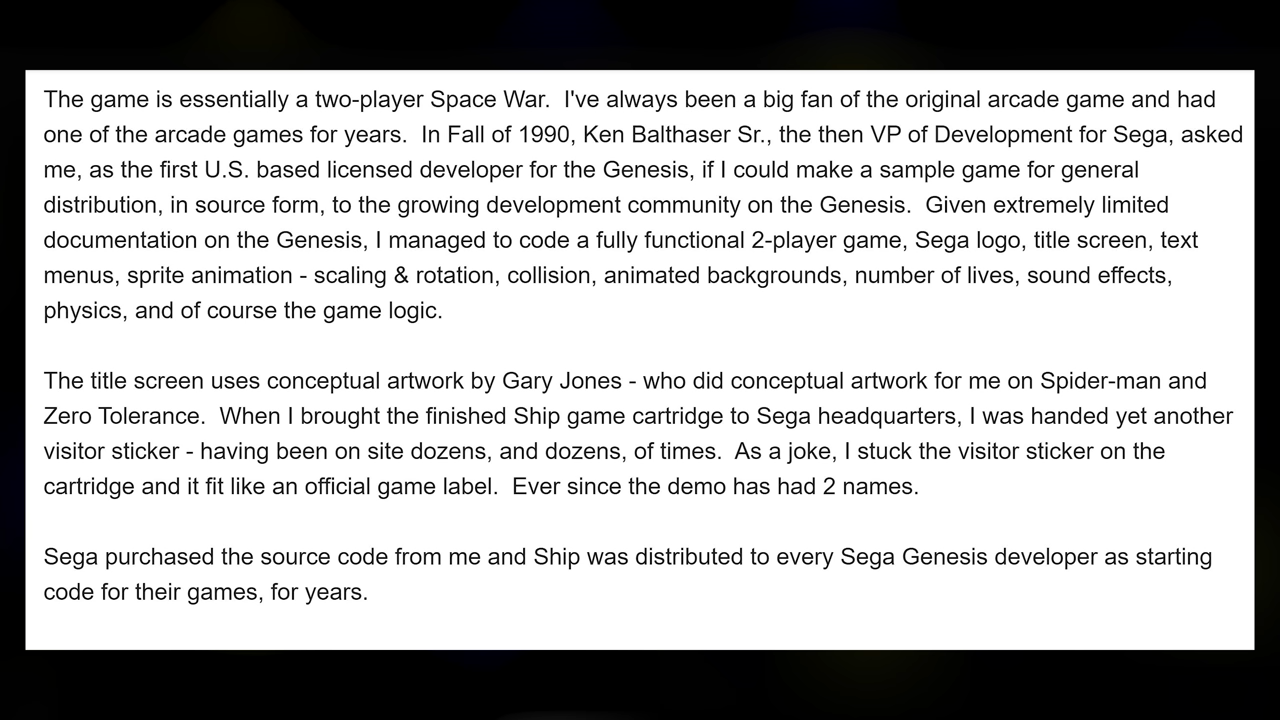 The game is essentially a two-player Space War.  I've always been a big fan of the original arcade game and had
one of the arcade games for years.  In Fall of 1990, Ken Balthaser Sr., the then VP of Development for Sega, asked
me, as the first U.S. based licensed developer for the Genesis, if I could make a sample game for general
distribution, in source form, to the growing development community on the Genesis.  Given extremely limited
documentation on the Genesis, I managed to code a fully functional 2-player game, Sega logo, title screen, text
menus, sprite animation - scaling & rotation, collision, animated backgrounds, number of lives, sound effects,
physics, and of course the game logic.
The title screen uses conceptual artwork by Gary Jones - who did conceptual artwork for me on Spider-man and
Zero Tolerance.  When I brought the finished Ship game cartridge to Sega headquarters, I was handed yet another
visitor sticker - having been on site dozens, and dozens, of times.  As a joke, I stuck the visitor sticker on the
cartridge and it fit like an official game label.  Ever since the demo has had 2 names.
Sega purchased the source code from me and Ship was distributed to every Sega Genesis developer as starting
code for their games, for years.